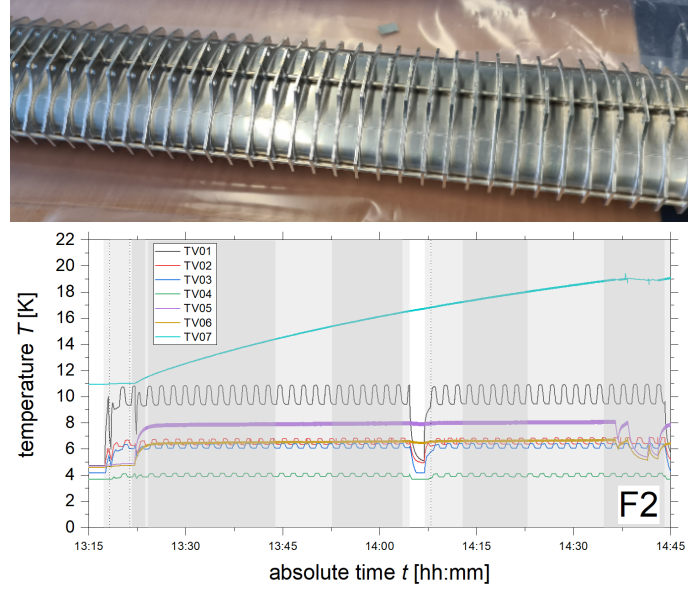 22
20
18
16
14
12
10
8
6
4
2
0
temperature T [K]
TV01
TV02
TV03
TV04
TV05
TV06
TV07
F2
13:15 13:30 13:45 14:00 14:15 14:30 14:45
absolute time t [hh:mm]